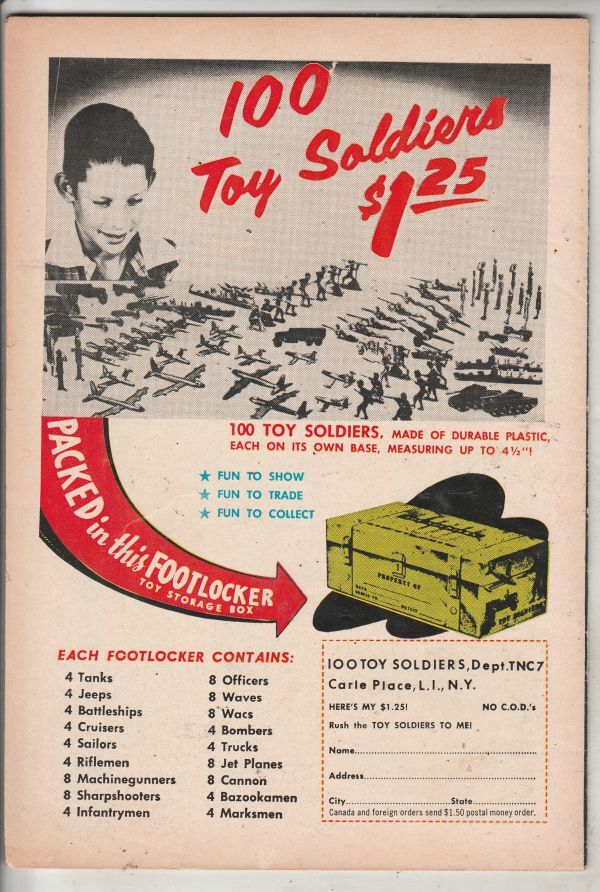 100
Toy Soldiers
$1.25
100 TOY SOLDIERS, MADE OF DURABLE PLASTIC,
EACH ON ITS OWN BASE, MEASURING UP TO 4½"!
★ FUN TO SHOW
★ FUN TO TRADE
★ FUN TO COLLECT
PACKED in this FOOTLOCKER
TOY STORAGE BOX
PROPERTY OF
EACH FOOTLOCKER CONTAINS:
4 Tanks
4 Jeeps
4 Battleships
4 Cruisers
4 Sailors
4 Riflemen
8 Machinegunners
8 Sharpshooters
4 Infantrymen
8 Officers
8 Waves
8 Wacs
4 Bombers
4 Trucks
8 Jet Planes
8 Cannon
4 Bazookamen
4 Marksmen
100 TOY SOLDIERS, Dept. TNC7
Carle Place, L.I., N.Y.
HERE'S MY $1.25! NO C.O.D.'s
Rush the TOY SOLDIERS TO ME!
Name
Address
City State
Canada and foreign orders send $1.50 postal money order.